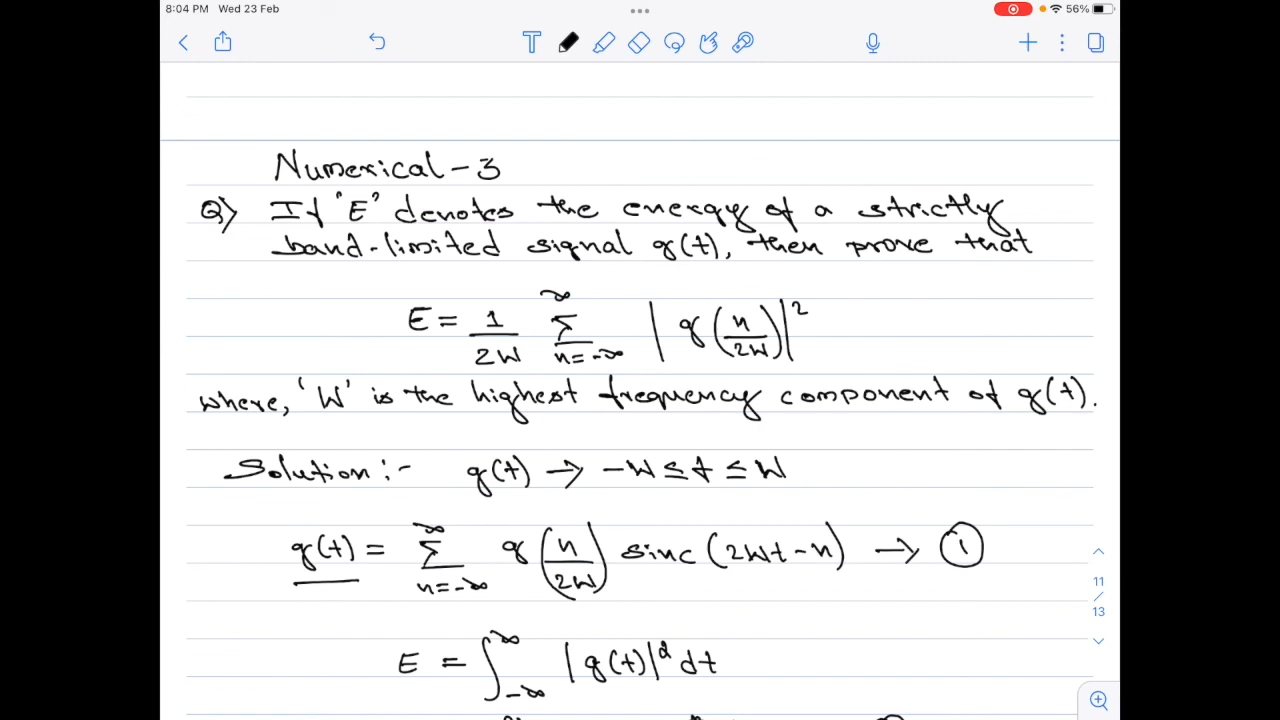 8:04 PM Wed 23 Feb
56%
Numerical - 3
Q) If "E" denotes the energy of a strictly
band-limited signal g(t), then prove that
E = 1/2W ∑_{n=-∞}^{∞} |g(n/2W)|²
where, 'W' is the highest frequency component of g(t).
Solution :- g(t) → -W ≤ f ≤ W
g(t) = ∑_{n=-∞}^{∞} g(n/2W) sinc (2Wt - n) → ①
E = ∫_{-∞}^{∞} |g(t)|² dt
11
/
13